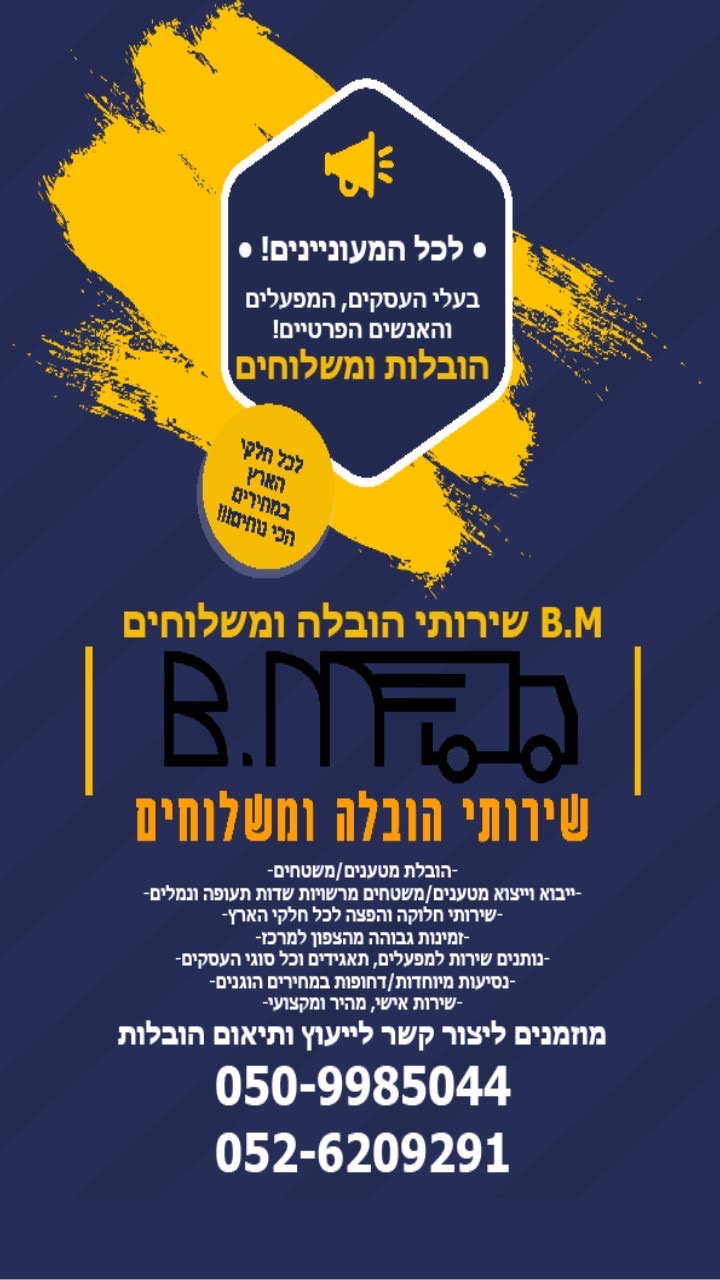 • לכל המעוניינים! •
בעלי העסקים, המפעלים
והאנשים הפרטיים!
הובלות ומשלוחים
לכל חלקי
הארץ
במחירים
הכי נוחים!!!
B.M שירותי הובלה ומשלוחים
B.M
שירותי הובלה ומשלוחים
-הובלת מטענים/משטחים-
-ייבוא וייצוא מטענים/משטחים מרשויות שדות תעופה ונמלים-
-שירותי חלוקה והפצה לכל חלקי הארץ-
-זמינות גבוהה מהצפון למרכז-
-נותנים שירות למפעלים, תאגידים וכל סוגי העסקים-
-נסיעות מיוחדות/דחופות במחירים הוגנים-
-שירות אישי, מהיר ומקצועי-
מוזמנים ליצור קשר לייעוץ ותיאום הובלות
050-9985044
052-6209291